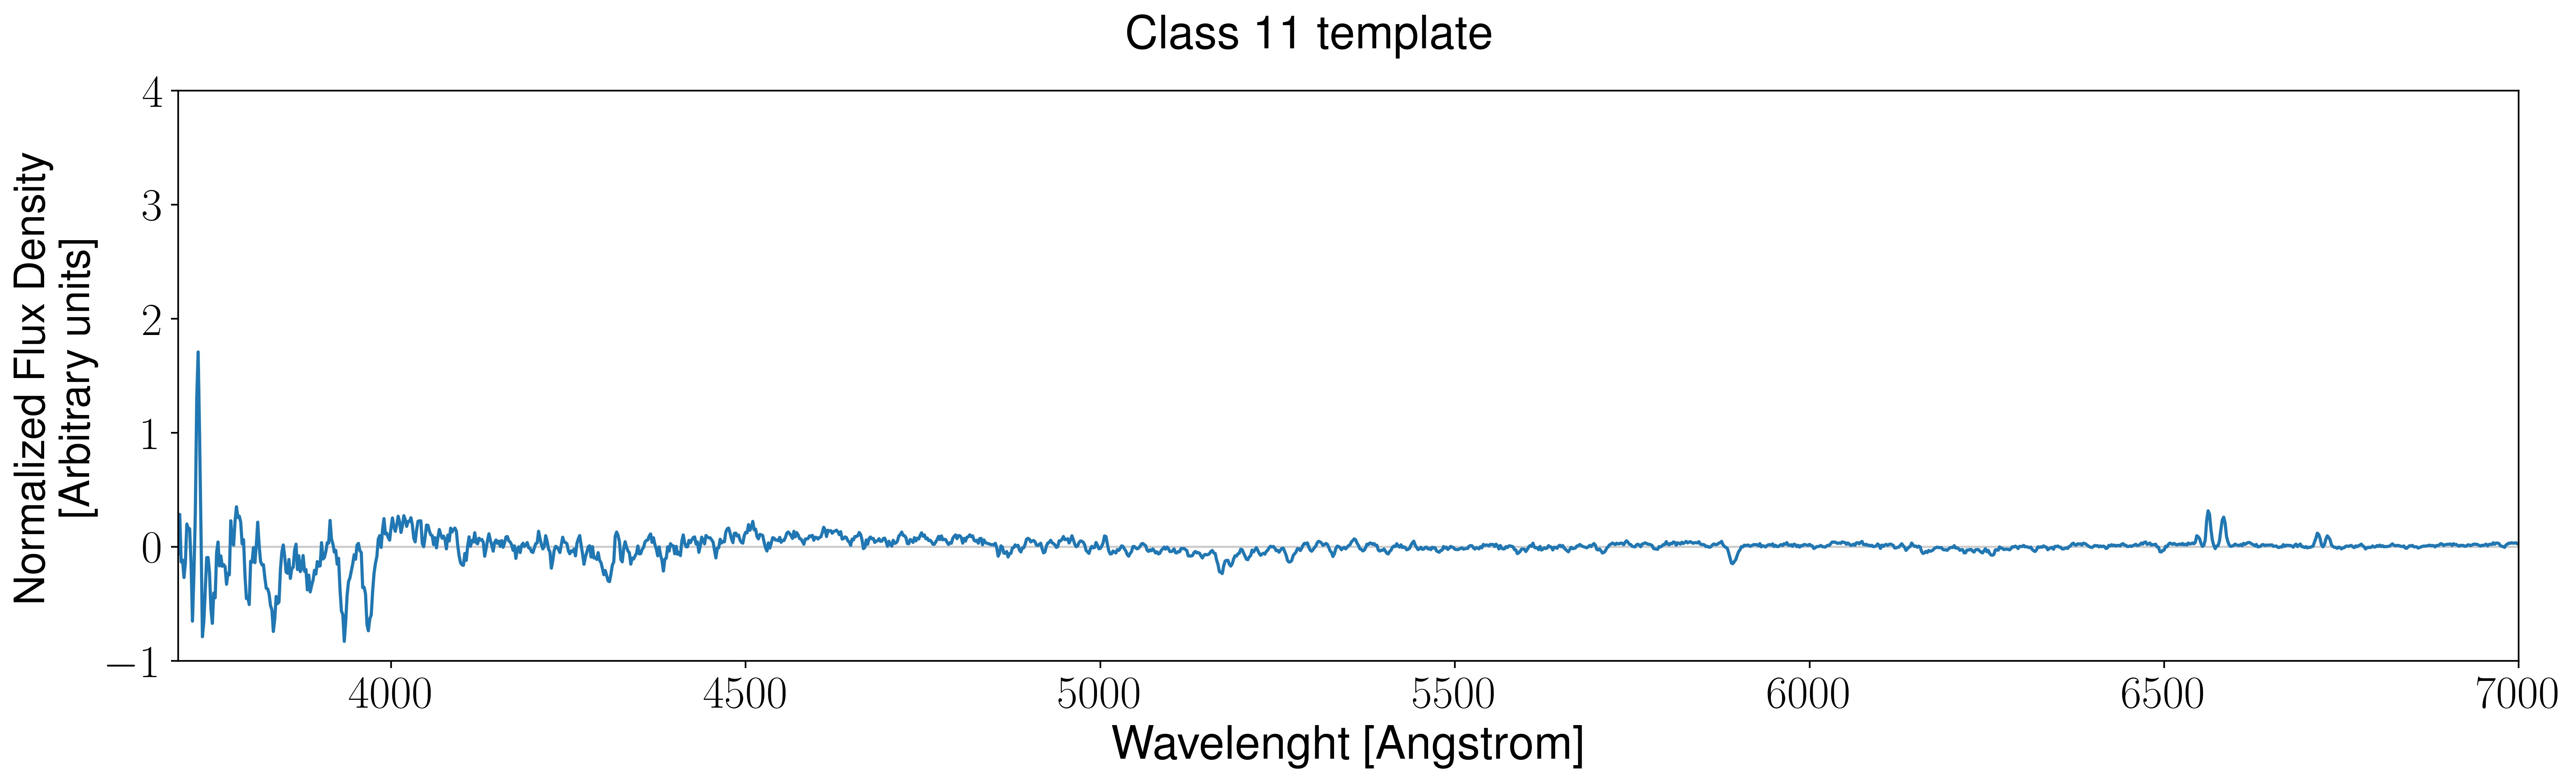 Class 11 template
Normalized Flux Density
[Arbitrary units]
4
3
2
1
0
−1
4000 4500 5000 5500 6000 6500 7000
Wavelenght [Angstrom]